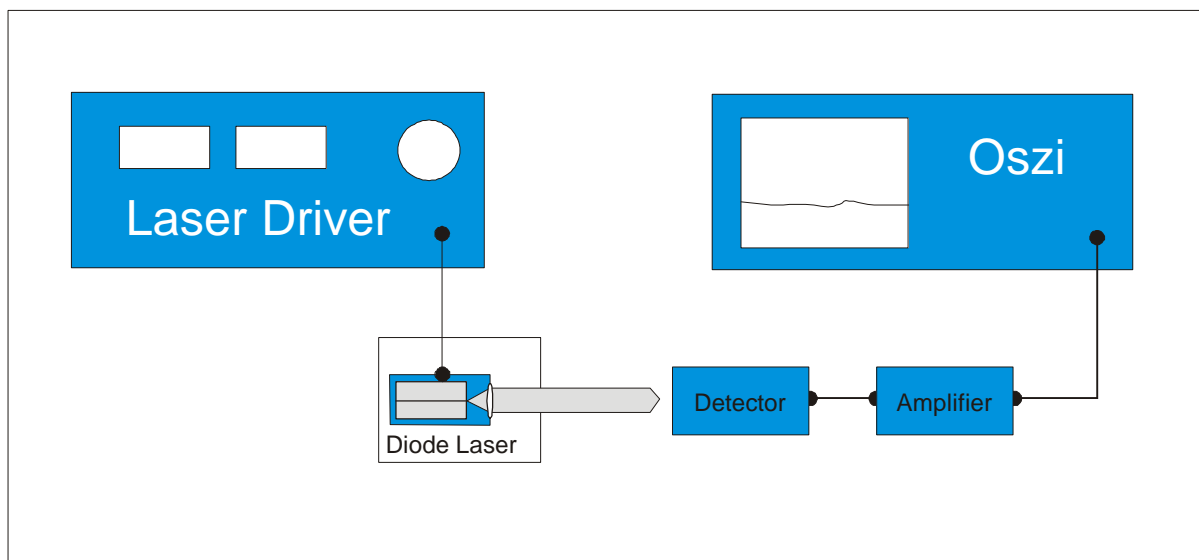 Laser Driver
Oszi
Diode Laser
Detector
Amplifier